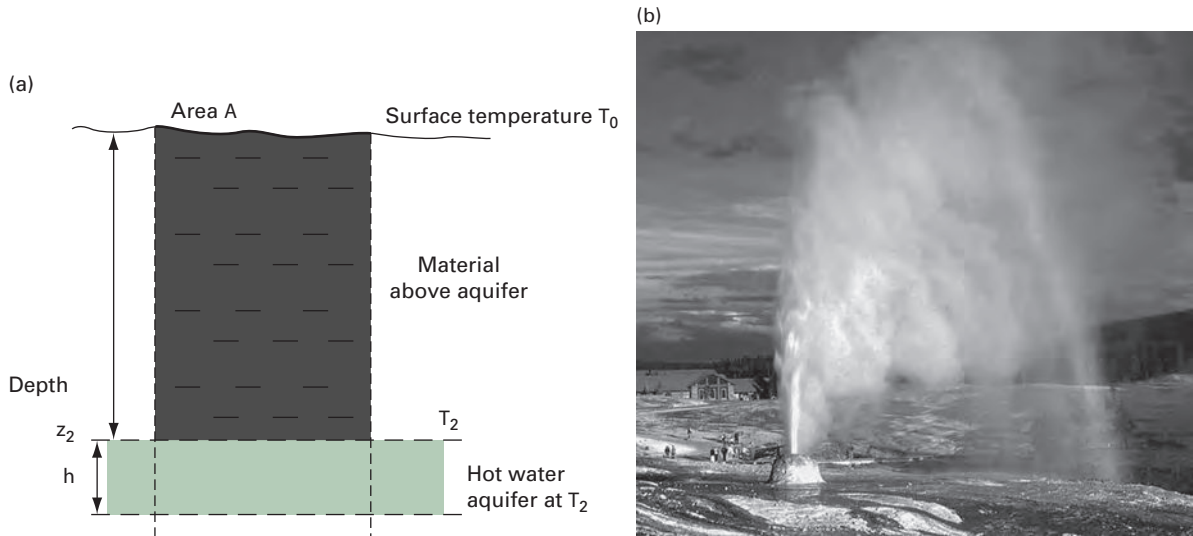 (a)
Area A
Surface temperature T₀
Material
above aquifer
Depth
z₂
T₂
h
Hot water
aquifer at T₂
(b)